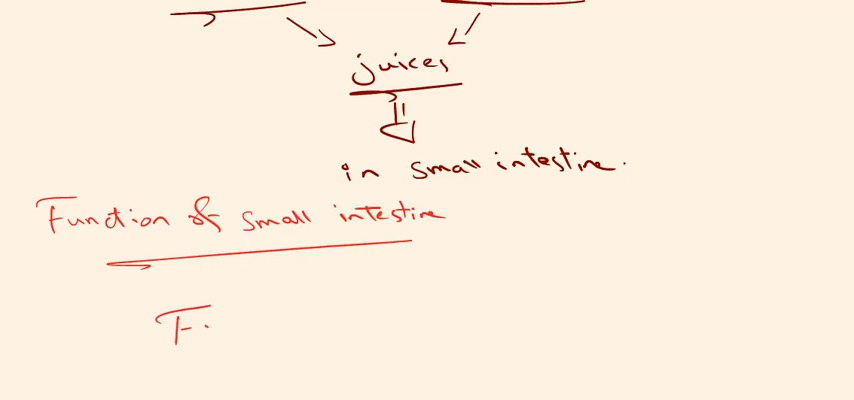 juices
in small intestine.
Function of small intestine
F.